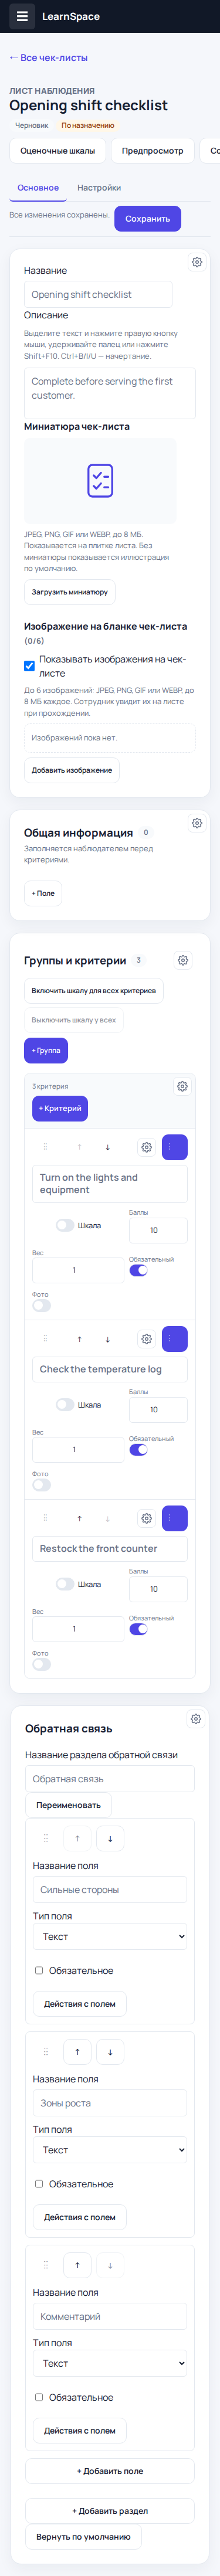 LearnSpace
← Все чек-листы
ЛИСТ НАБЛЮДЕНИЯ
Opening shift checklist
Черновик По назначению
Оценочные шкалы Предпросмотр
Основное Настройки
Все изменения сохранены. Сохранить
Название
Opening shift checklist
Описание
Выделите текст и нажмите правую кнопку
мыши, удерживайте палец или нажмите
Shift+F10. Ctrl+B/I/U — начертание.
Complete before serving the first
customer.
Миниатюра чек-листа
JPEG, PNG, GIF или WEBP, до 8 МБ.
Показывается на плитке листа. Без
миниатюры показывается иллюстрация
по умолчанию.
Загрузить миниатюру
Изображение на бланке чек-листа
(0/6)
Показывать изображения на чек-
листе
До 6 изображений: JPEG, PNG, GIF или WEBP, до
8 МБ каждое. Сотрудник увидит их на листе
при прохождении.
Изображений пока нет.
Добавить изображение
Общая информация 0
Заполняется наблюдателем перед
критериями.
+ Поле
Группы и критерии 3
Включить шкалу для всех критериев
Выключить шкалу у всех
+ Группа
3 критерия
+ Критерий
↑ ↓
Turn on the lights and
equipment
Шкала
Баллы
10
Вес
1
Обязательный
Фото
↑ ↓
Check the temperature log
Шкала
Баллы
10
Вес
1
Обязательный
Фото
↑ ↓
Restock the front counter
Шкала
Баллы
10
Вес
1
Обязательный
Фото
Обратная связь
Название раздела обратной связи
Обратная связь
Переименовать
↑ ↓
Название поля
Сильные стороны
Тип поля
Текст
Обязательное
Действия с полем
↑ ↓
Название поля
Зоны роста
Тип поля
Текст
Обязательное
Действия с полем
↑ ↓
Название поля
Комментарий
Тип поля
Текст
Обязательное
Действия с полем
+ Добавить поле
+ Добавить раздел
Вернуть по умолчанию